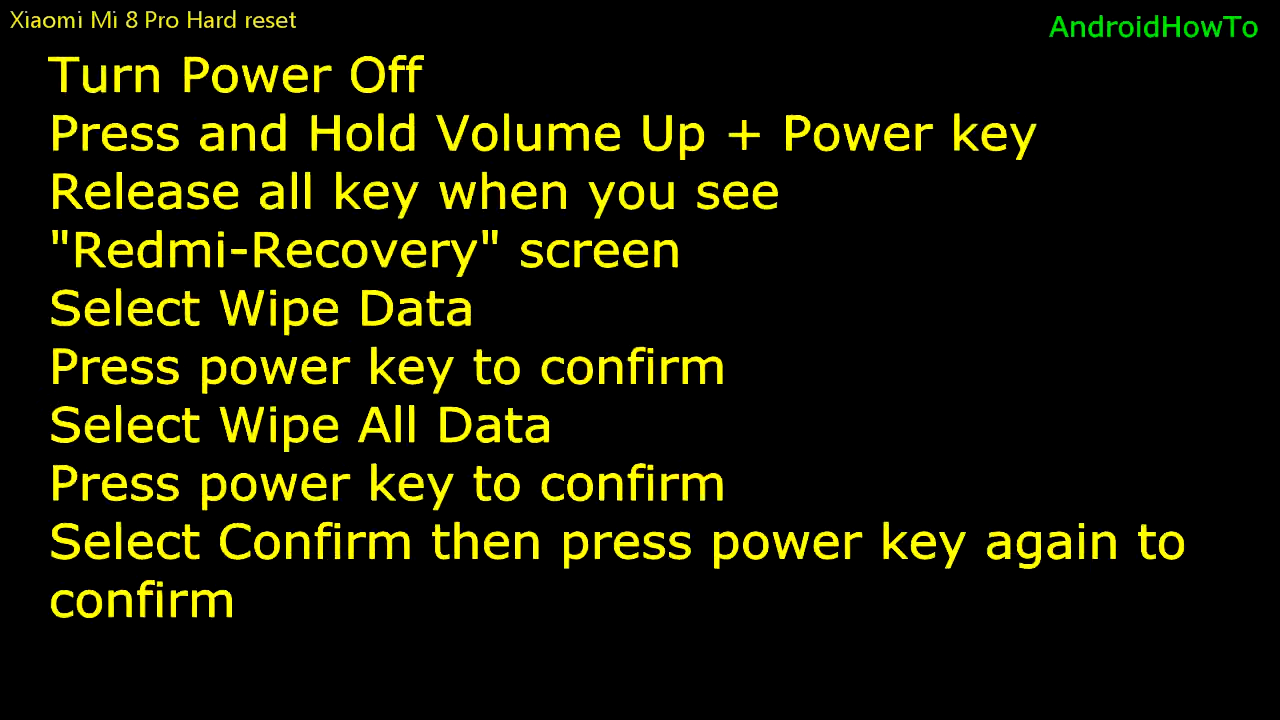 Xiaomi Mi 8 Pro Hard reset
AndroidHowTo
Turn Power Off
Press and Hold Volume Up + Power key
Release all key when you see
"Redmi-Recovery" screen
Select Wipe Data
Press power key to confirm
Select Wipe All Data
Press power key to confirm
Select Confirm then press power key again to
confirm